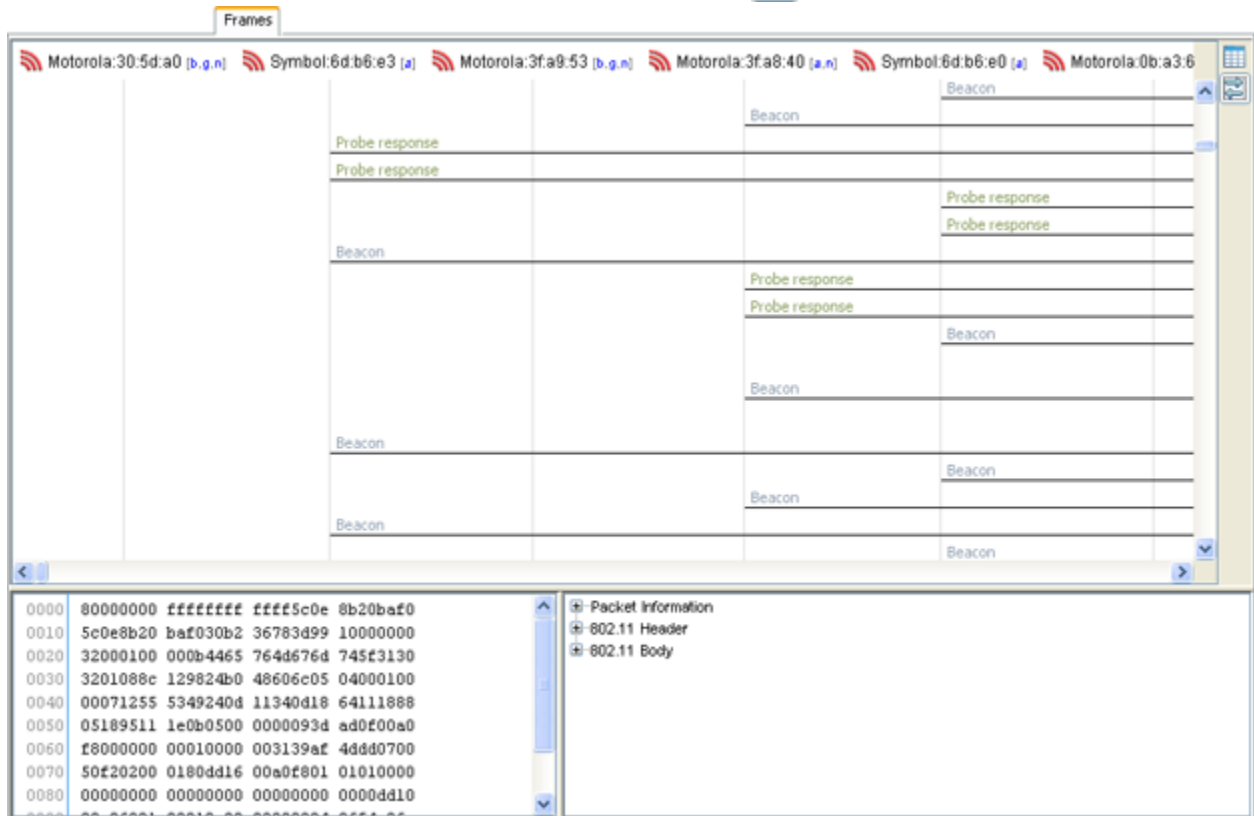 Frames
Motorola:30:5d:a0 [b,g,n] Symbol:6d:b6:e3 [a] Motorola:3f:a9:53 [b,g,n] Motorola:3f:a8:40 [a,n] Symbol:6d:b6:e0 [a] Motorola:0b:a3:6
Beacon
Beacon
Probe response
Probe response
Probe response
Probe response
Beacon
Probe response
Probe response
Beacon
Beacon
Beacon
Beacon
Beacon
Beacon
Beacon
0000 80000000 ffffffff ffff5c0e 8b20baf0
0010 5c0e8b20 baf030b2 36783d99 10000000
0020 32000100 000b4465 764d676d 745f3130
0030 3201088c 129824b0 48606c05 04000100
0040 00071255 5349240d 11340d18 64111888
0050 05189511 1e0b0500 0000093d ad0f00a0
0060 f8000000 00010000 003139af 4ddd0700
0070 50f20200 0180dd16 00a0f801 01010000
0080 00000000 00000000 00000000 0000dd10
Packet Information
802.11 Header
802.11 Body